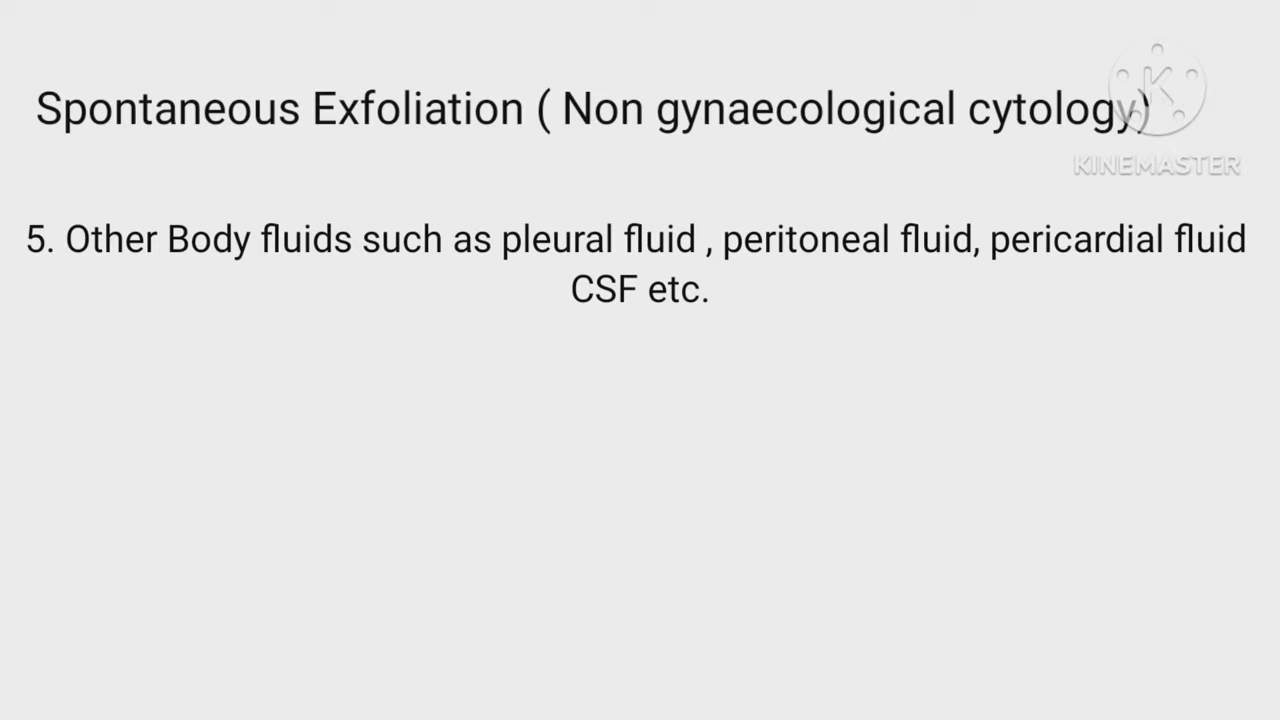 Spontaneous Exfoliation ( Non gynaecological cytology)
KINEMASTER
5. Other Body fluids such as pleural fluid , peritoneal fluid, pericardial fluid
CSF etc.